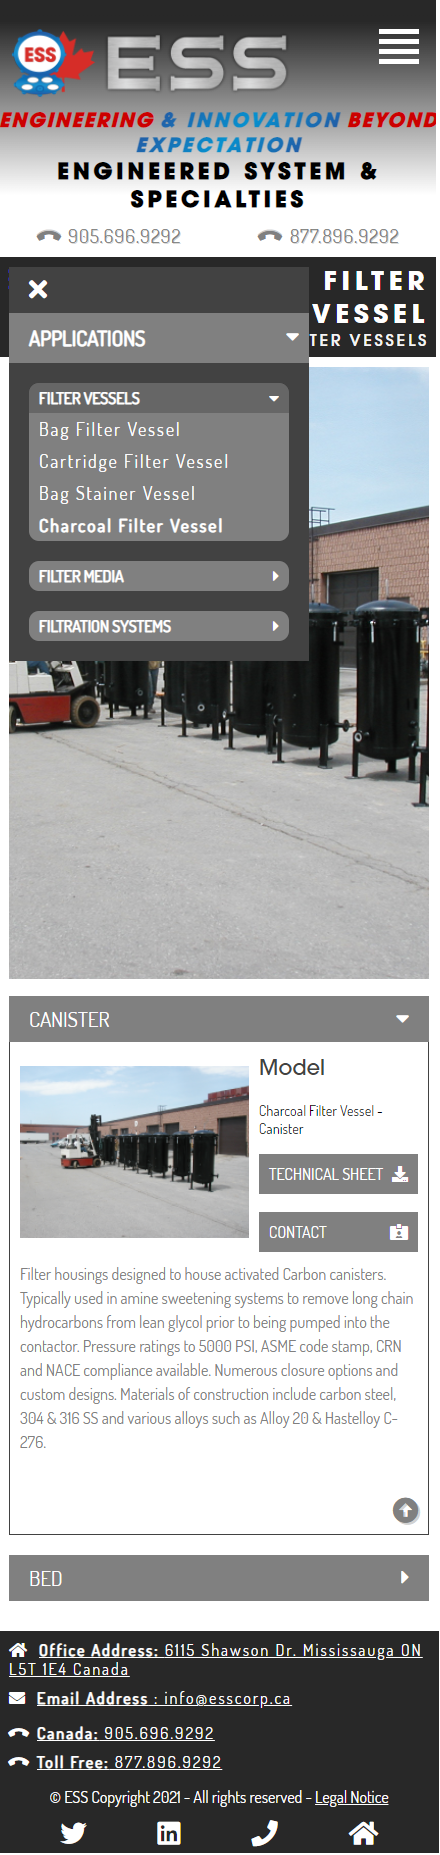 ESS ESS
ENGINEERING & INNOVATION BEYOND
EXPECTATION
ENGINEERED SYSTEM &
SPECIALTIES
905.696.9292 877.896.9292
FILTER
VESSEL
TER VESSELS
APPLICATIONS
FILTER VESSELS
Bag Filter Vessel
Cartridge Filter Vessel
Bag Stainer Vessel
Charcoal Filter Vessel
FILTER MEDIA
FILTRATION SYSTEMS
CANISTER
Model
Charcoal Filter Vessel -
Canister
TECHNICAL SHEET
CONTACT
Filter housings designed to house activated Carbon canisters.
Typically used in amine sweetening systems to remove long chain
hydrocarbons from lean glycol prior to being pumped into the
contactor. Pressure ratings to 5000 PSI, ASME code stamp, CRN
and NACE compliance available. Numerous closure options and
custom designs. Materials of construction include carbon steel,
304 & 316 SS and various alloys such as Alloy 20 & Hastelloy C-
276.
BED
Office Address: 6115 Shawson Dr. Mississauga ON
L5T 1E4 Canada
Email Address : info@esscorp.ca
Canada: 905.696.9292
Toll Free: 877.896.9292
© ESS Copyright 2021 - All rights reserved - Legal Notice